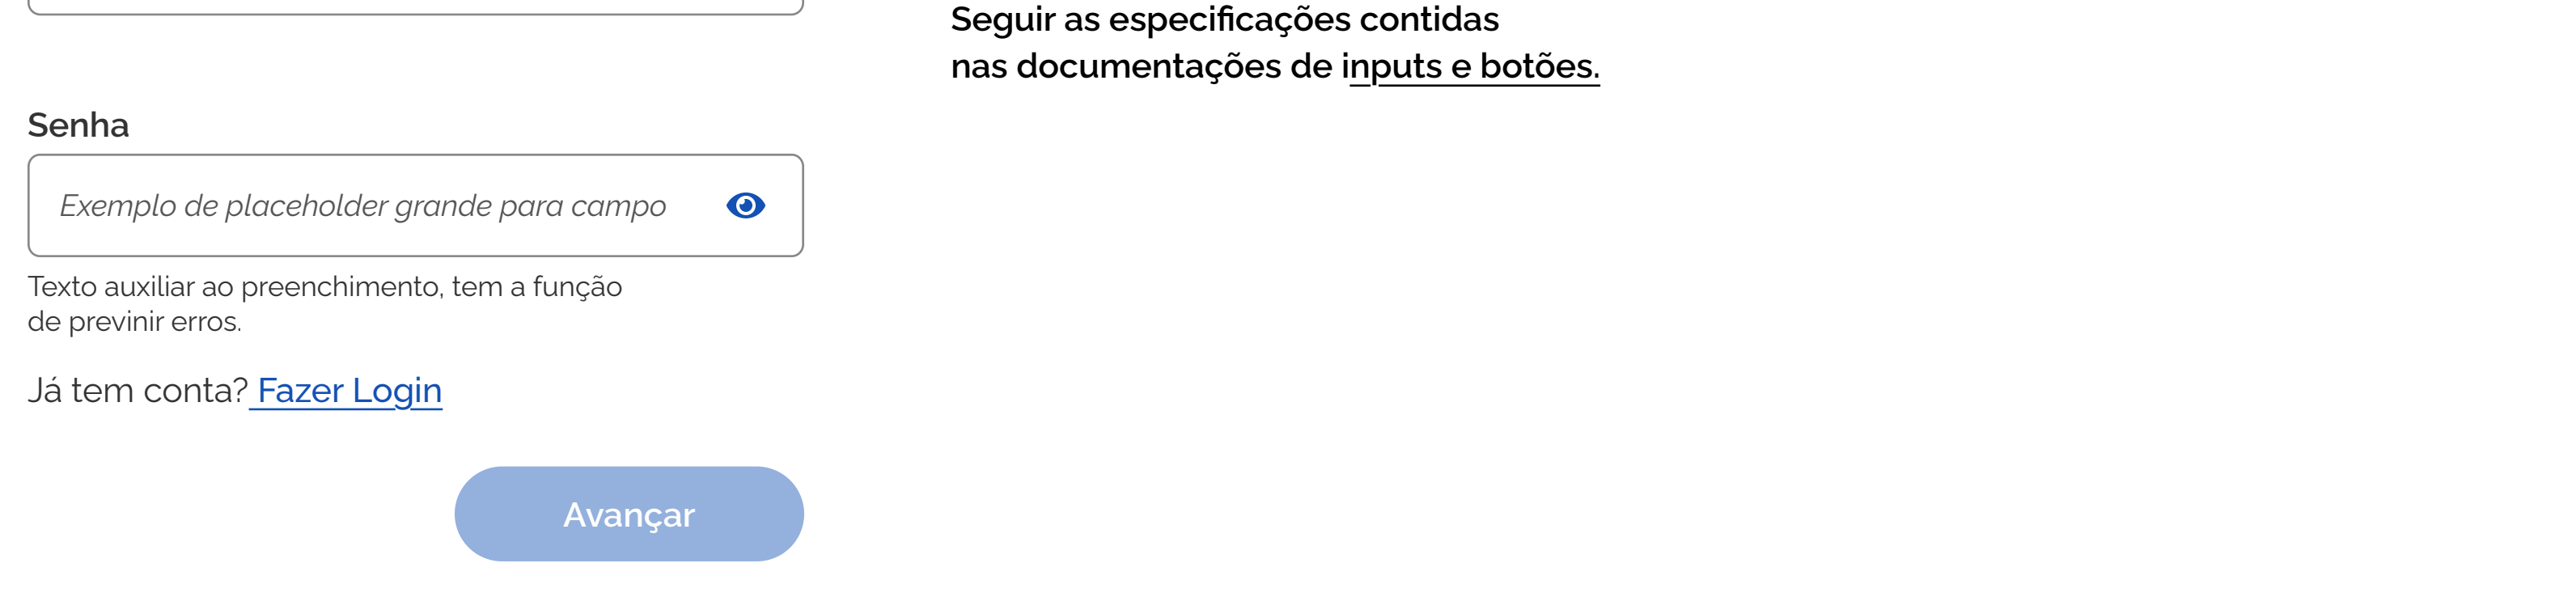 Seguir as especificações contidas
nas documentações de inputs e botões.
Senha
Exemplo de placeholder grande para campo
Texto auxiliar ao preenchimento, tem a função
de previnir erros.
Já tem conta? Fazer Login
Avançar